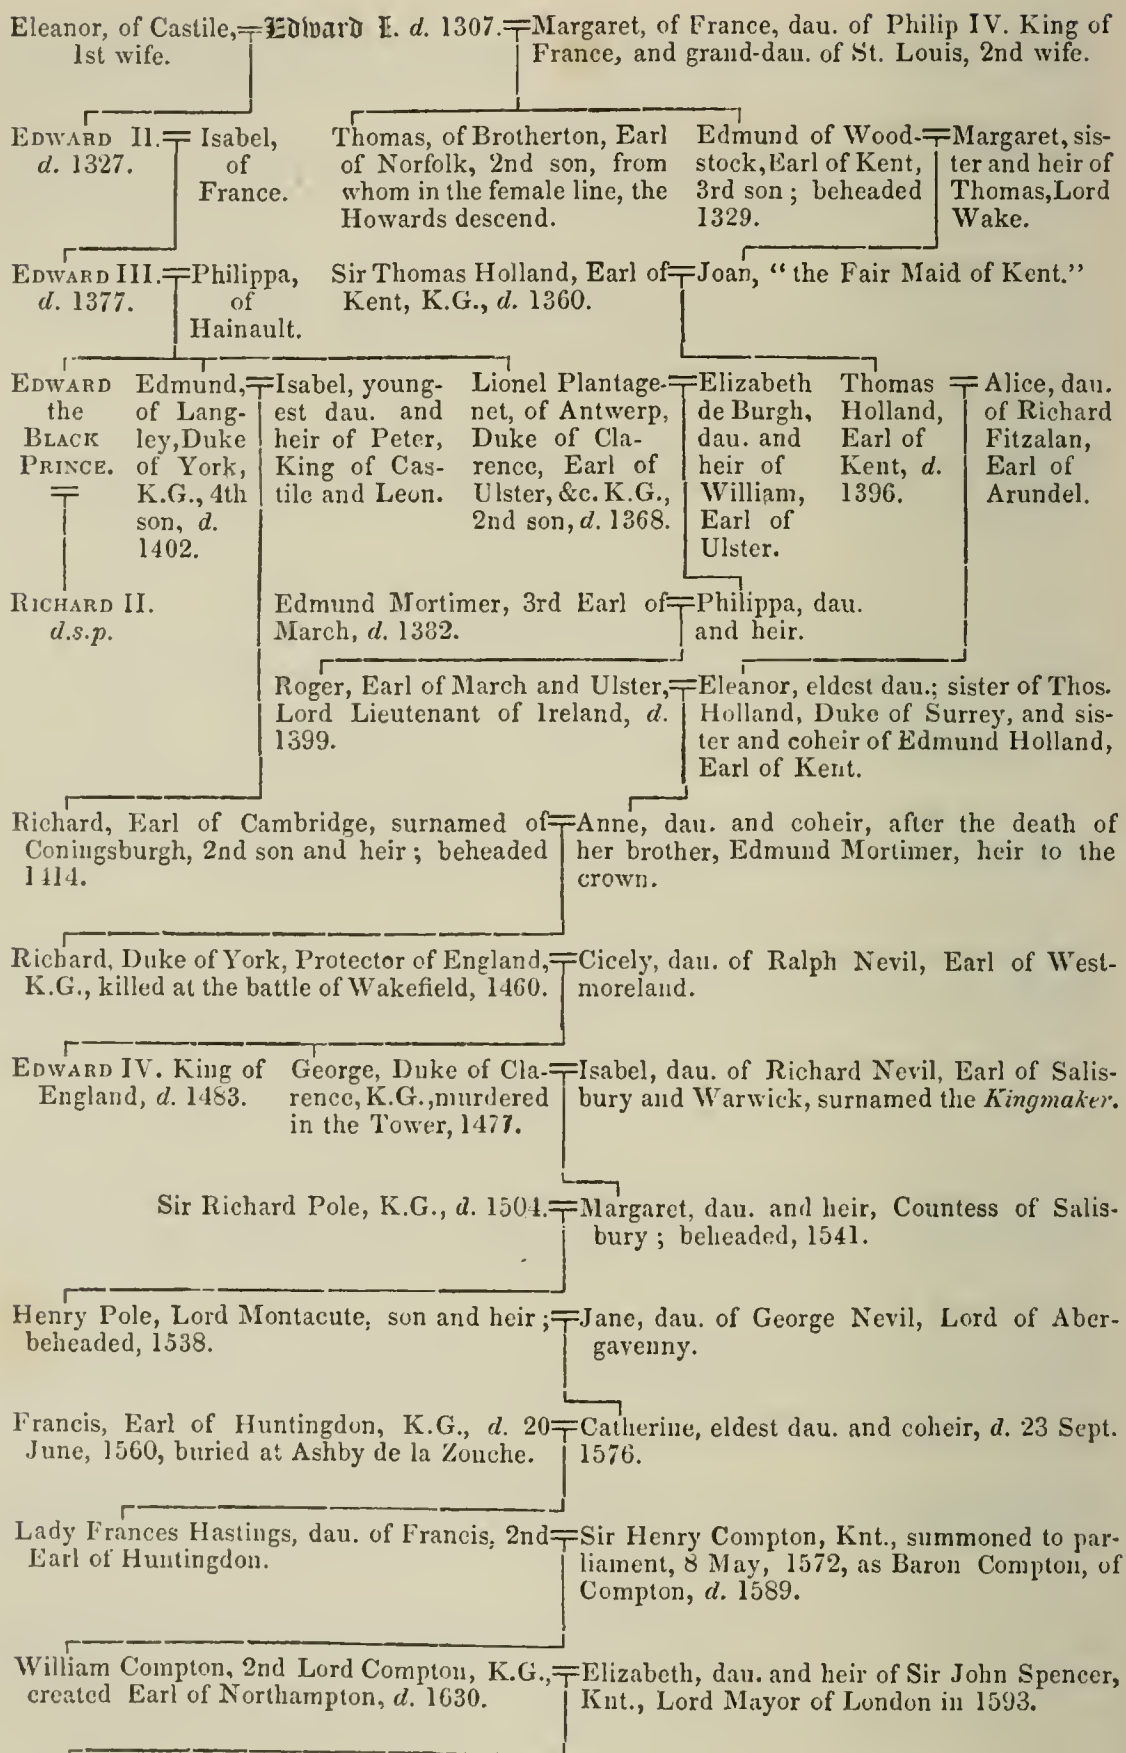 Eleanor, of Castile, 1st wife.
Edward I. d. 1307.
Margaret, of France, dau. of Philip IV. King of
France, and grand-dau. of St. Louis, 2nd wife.
EDWARD II.
d. 1327.
Isabel,
of
France.
Thomas, of Brotherton, Earl
of Norfolk, 2nd son, from
whom in the female line, the
Howards descend.
Edmund of Wood-
stock, Earl of Kent,
3rd son; beheaded
1329.
Margaret, sis-
ter and heir of
Thomas, Lord
Wake.
EDWARD III.
d. 1377.
Philippa,
of
Hainault.
Sir Thomas Holland, Earl of
Kent, K.G., d. 1360.
Joan, "the Fair Maid of Kent."
EDWARD
the
BLACK
PRINCE.
Edmund,
of Lang-
ley, Duke
of York,
K.G., 4th
son, d.
1402.
Isabel, young-
est dau. and
heir of Peter,
King of Cas-
tile and Leon.
Lionel Plantage-
net, of Antwerp,
Duke of Cla-
rence, Earl of
Ulster, &c. K.G.,
2nd son, d. 1368.
Elizabeth
de Burgh,
dau. and
heir of
William,
Earl of
Ulster.
Thomas
Holland,
Earl of
Kent, d.
1396.
Alice, dau.
of Richard
Fitzalan,
Earl of
Arundel.
RICHARD II.
d.s.p.
Edmund Mortimer, 3rd Earl of
March, d. 1382.
Philippa, dau.
and heir.
Roger, Earl of March and Ulster,
Lord Lieutenant of Ireland, d.
1399.
Eleanor, eldest dau.; sister of Thos.
Holland, Duke of Surrey, and sis-
ter and coheir of Edmund Holland,
Earl of Kent.
Richard, Earl of Cambridge, surnamed of
Coningsburgh, 2nd son and heir; beheaded
1414.
Anne, dau. and coheir, after the death of
her brother, Edmund Mortimer, heir to the
crown.
Richard, Duke of York, Protector of England,
K.G., killed at the battle of Wakefield, 1460.
Cicely, dau. of Ralph Nevil, Earl of West-
moreland.
EDWARD IV. King of
England, d. 1483.
George, Duke of Cla-
rence, K.G., murdered
in the Tower, 1477.
Isabel, dau. of Richard Nevil, Earl of Salis-
bury and Warwick, surnamed the Kingmaker.
Sir Richard Pole, K.G., d. 1504.
Margaret, dau. and heir, Countess of Salis-
bury; beheaded, 1541.
Henry Pole, Lord Montacute, son and heir;
beheaded, 1538.
Jane, dau. of George Nevil, Lord of Aber-
gavenny.
Francis, Earl of Huntingdon, K.G., d. 20
June, 1560, buried at Ashby de la Zouche.
Catherine, eldest dau. and coheir, d. 23 Sept.
1576.
Lady Frances Hastings, dau. of Francis, 2nd
Earl of Huntingdon.
Sir Henry Compton, Knt., summoned to par-
liament, 8 May, 1572, as Baron Compton, of
Compton, d. 1589.
William Compton, 2nd Lord Compton, K.G.,
created Earl of Northampton, d. 1630.
Elizabeth, dau. and heir of Sir John Spencer,
Knt., Lord Mayor of London in 1593.